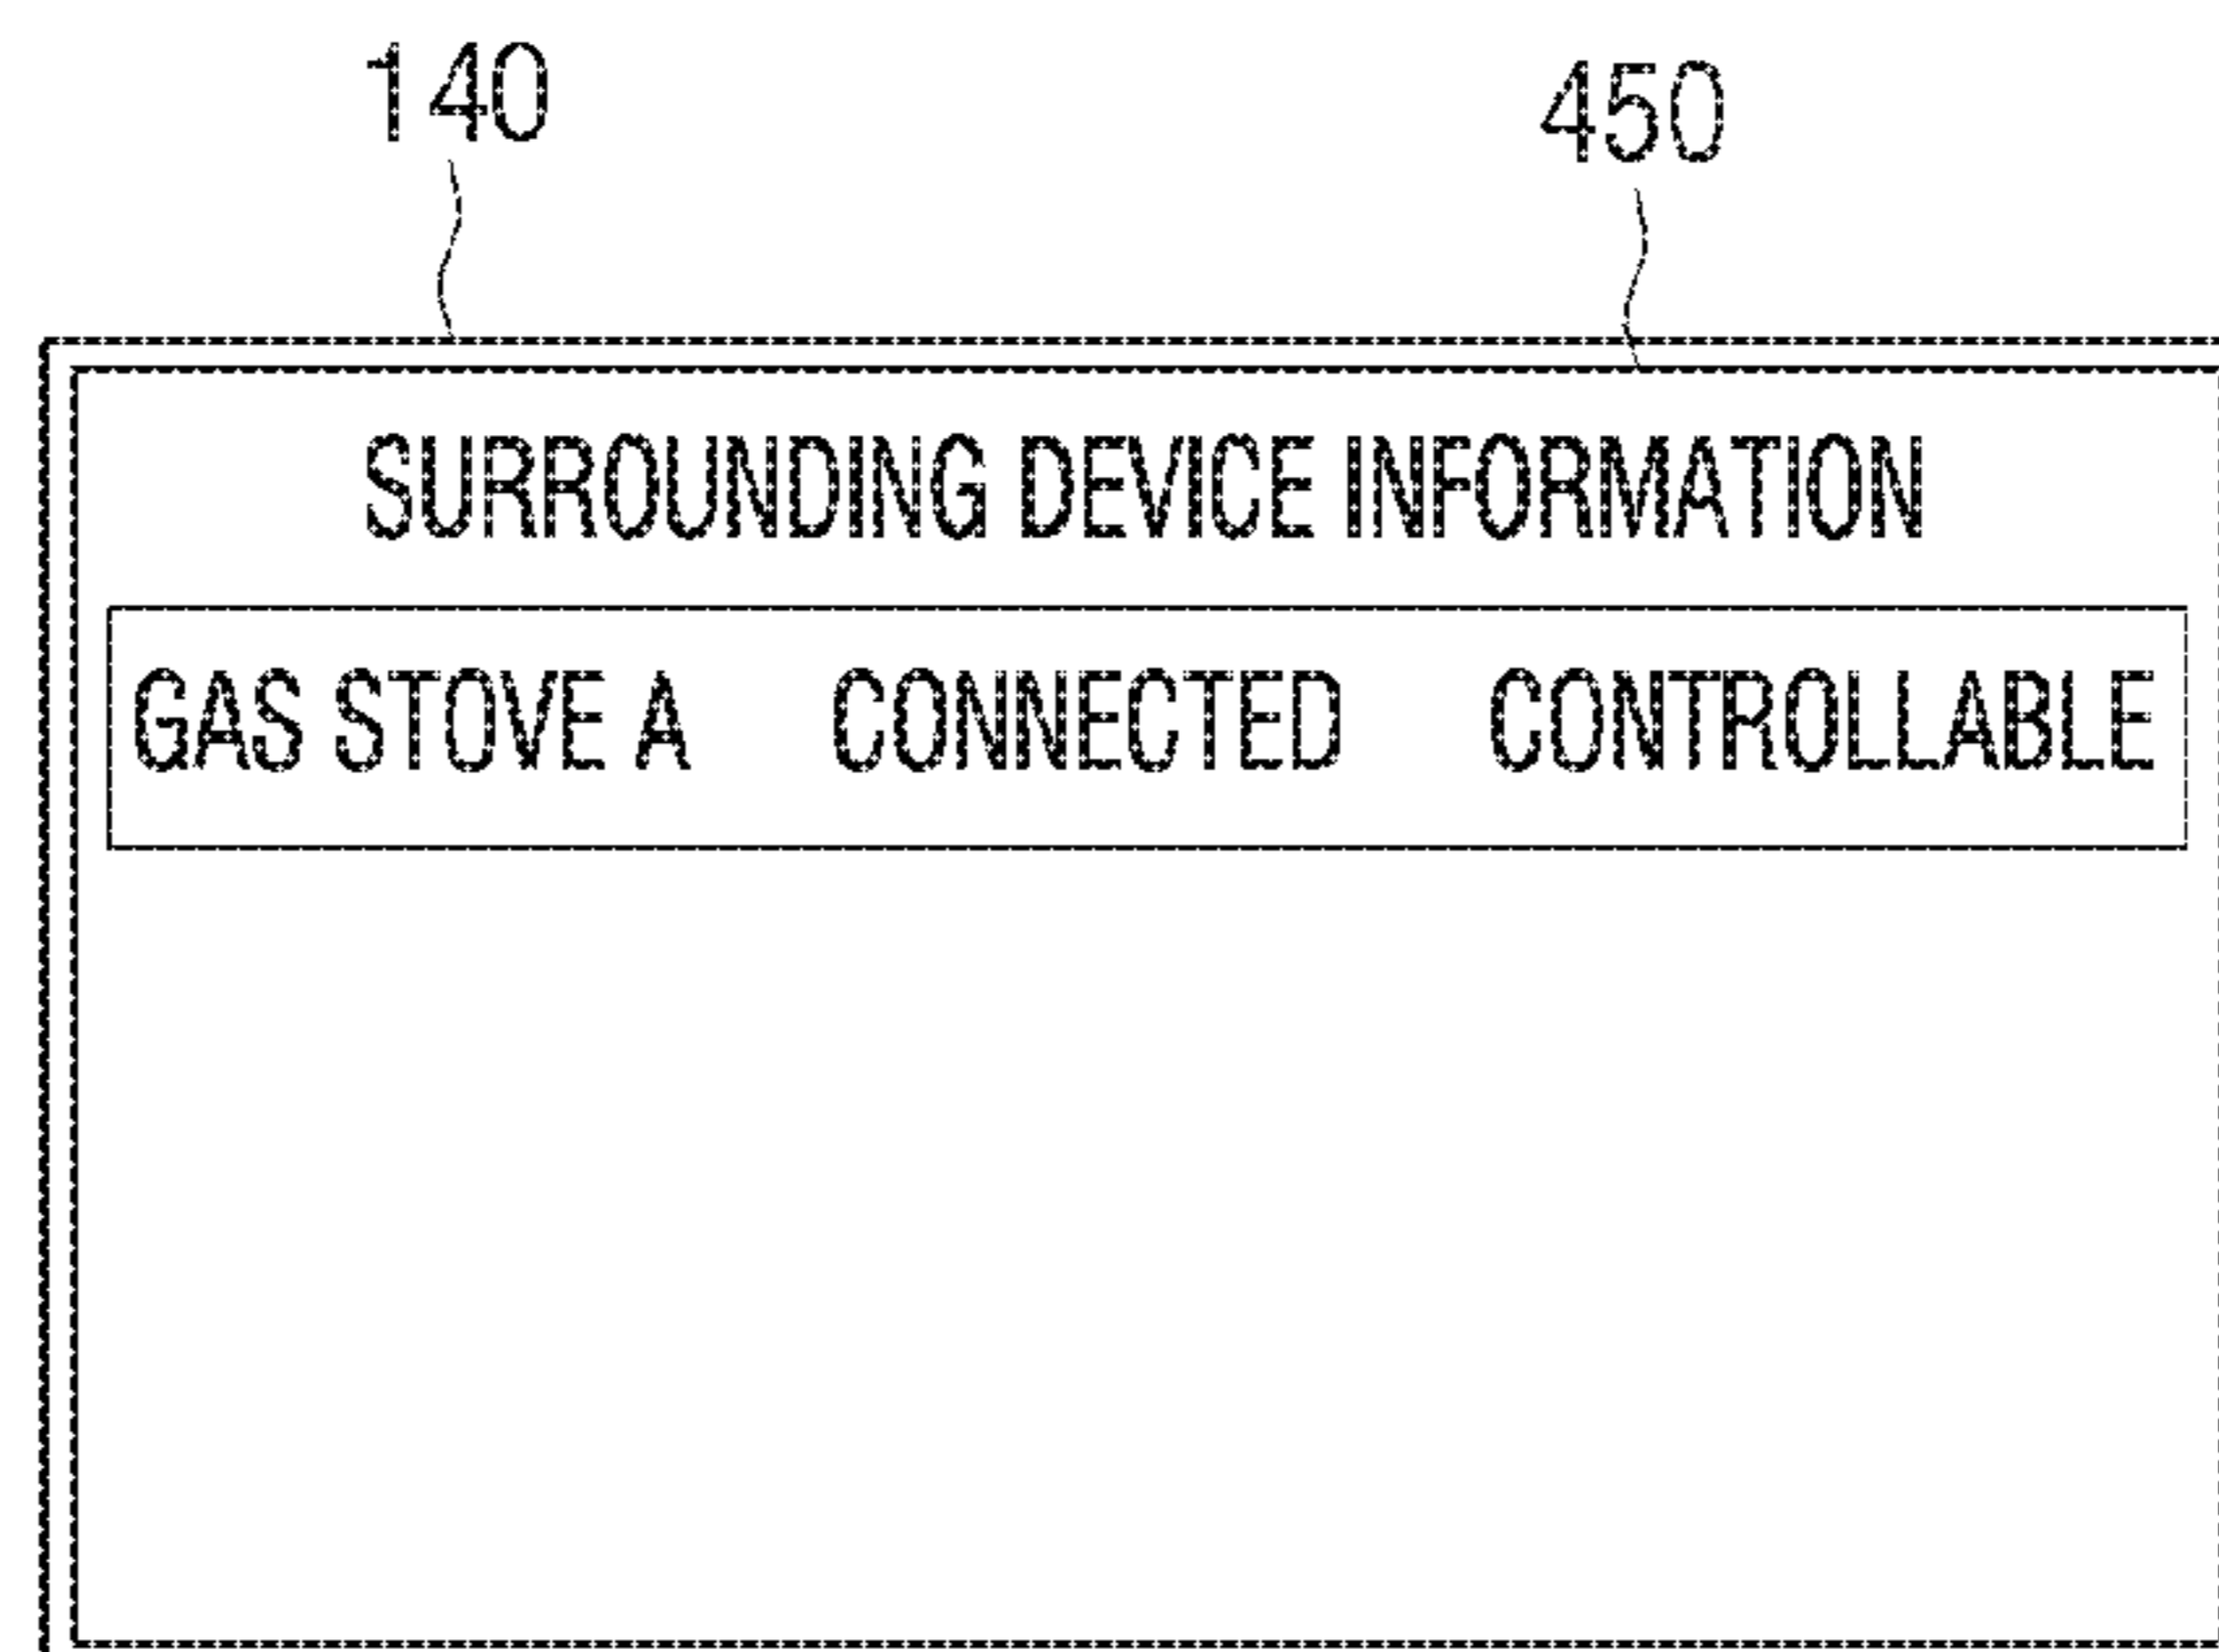 140 450
SURROUNDING DEVICE INFORMATION
GAS STOVE A CONNECTED CONTROLLABLE